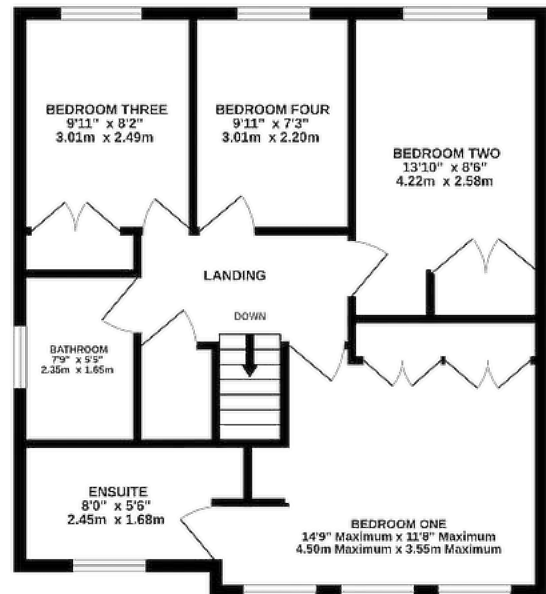 BEDROOM THREE
9'11" x 8'2"
3.01m x 2.49m
BEDROOM FOUR
9'11" x 7'3"
3.01m x 2.20m
BEDROOM TWO
13'10" x 8'6"
4.22m x 2.58m
LANDING
DOWN
BATHROOM
7'9" x 5'5"
2.35m x 1.65m
ENSUITE
8'0" x 5'6"
2.45m x 1.68m
BEDROOM ONE
14'9" Maximum x 11'8" Maximum
4.50m Maximum x 3.55m Maximum